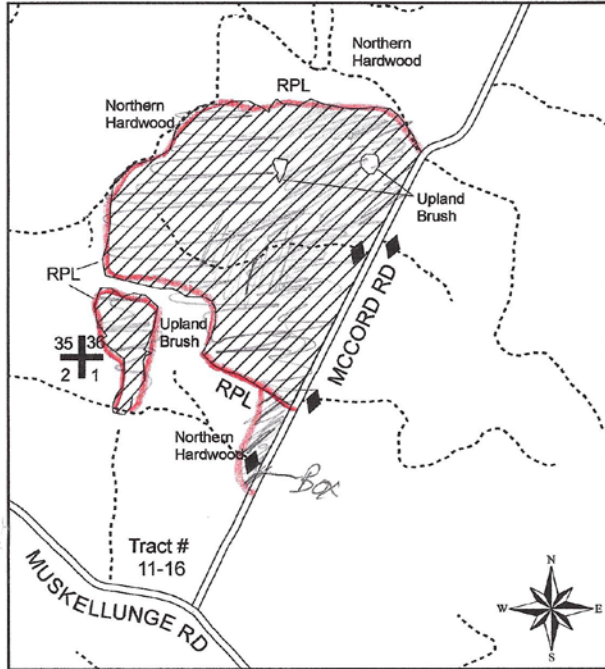 Northern
Hardwood
RPL
Northern
Hardwood
Upland
Brush
RPL
MCCORD RD
Upland
Brush
35 36
2 1
RPL
Northern
Hardwood
Box
Tract #
11-16
MUSKELLUNGE RD
N
W E
S